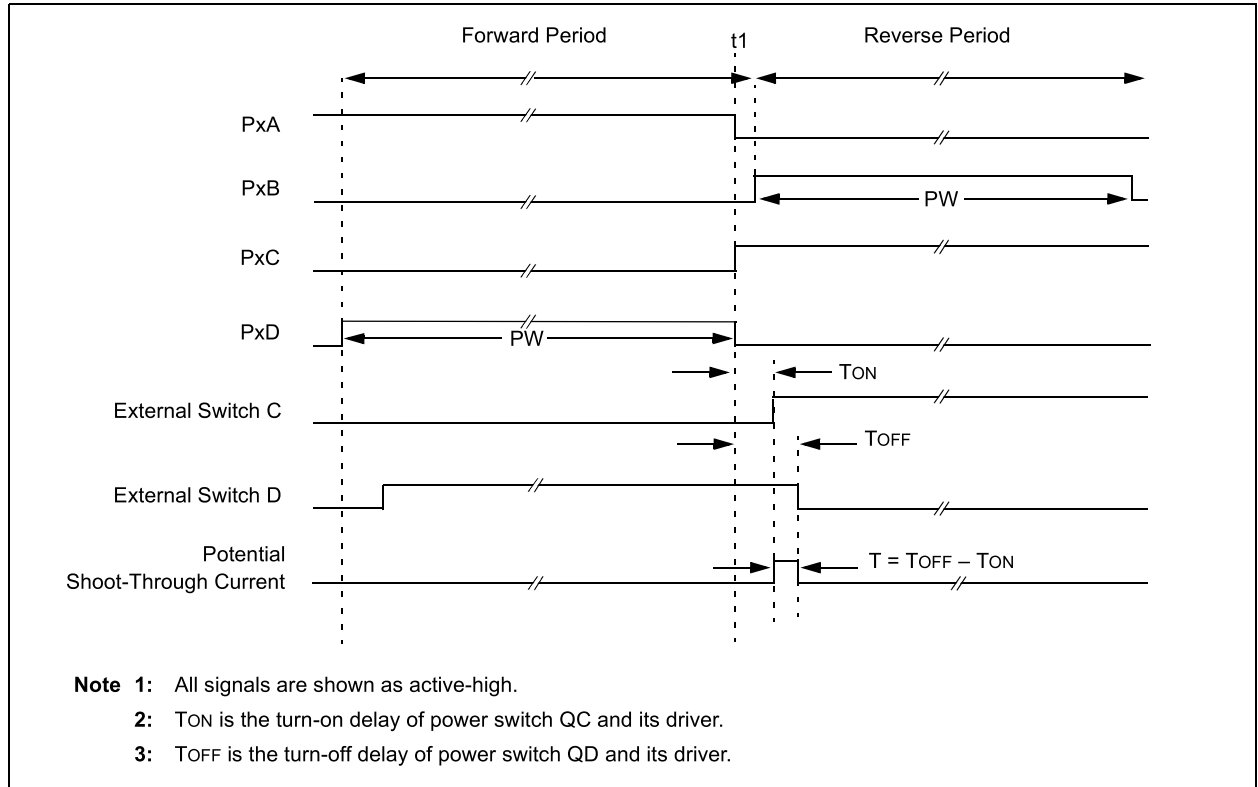 Forward Period
t1
Reverse Period
PxA
PxB
PW
PxC
PxD
PW
TON
External Switch C
TOFF
External Switch D
Potential
Shoot-Through Current
T = TOFF – TON
Note 1: All signals are shown as active-high.
2: TON is the turn-on delay of power switch QC and its driver.
3: TOFF is the turn-off delay of power switch QD and its driver.